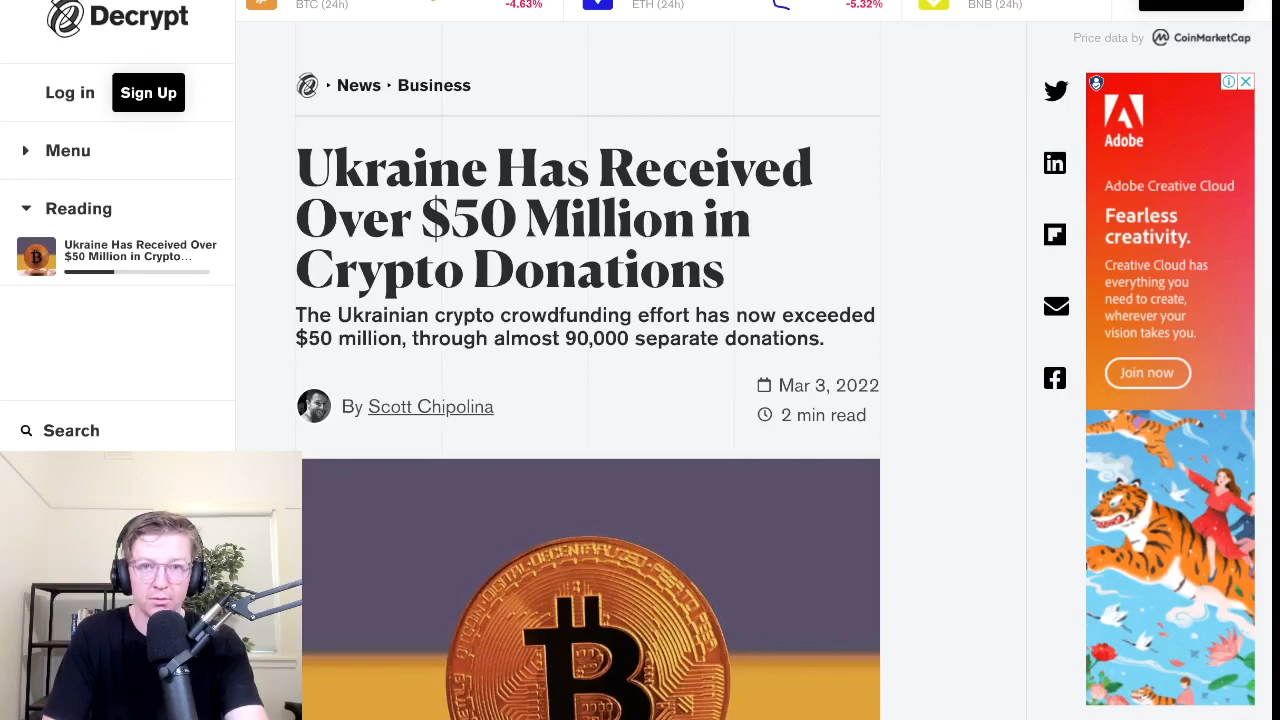 Decrypt
BTC (24h)
-4.63%
ETH (24h)
-5.32%
BNB (24h)
Price data by CoinMarketCap
Log in
Sign Up
Menu
Reading
Ukraine Has Received Over
$50 Million in Crypto...
Search
News
Business
Ukraine Has Received
Over $50 Million in
Crypto Donations
The Ukrainian crypto crowdfunding effort has now exceeded
$50 million, through almost 90,000 separate donations.
By Scott Chipolina
Mar 3, 2022
2 min read
DECENTRALIZED
DIGITAL
B
Adobe
Adobe Creative Cloud
Fearless
creativity.
Creative Cloud has
everything you
need to create,
wherever your
vision takes you.
Join now